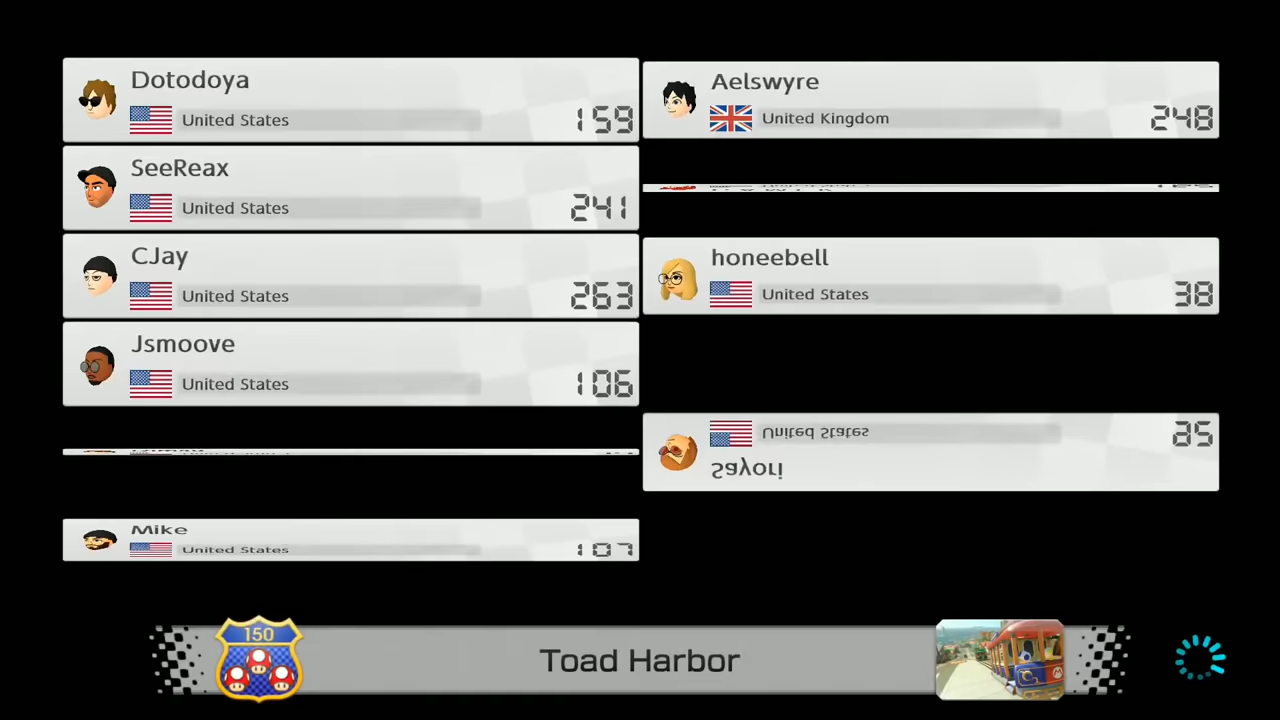 Dotodoya
United States
159
SeeReax
United States
241
CJay
United States
263
Jsmoove
United States
106
Mike
United States
107
Aelswyre
United Kingdom
248
honeebell
United States
38
United States
Sayori
150
Toad Harbor